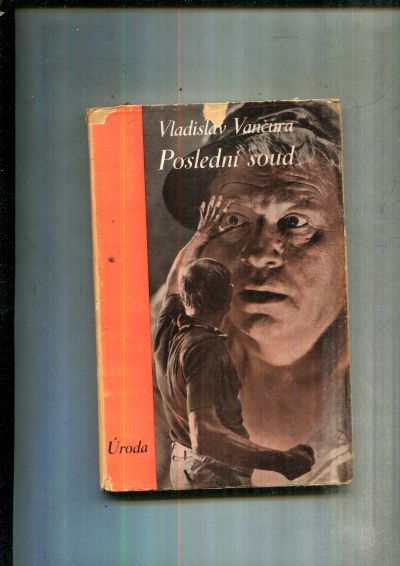 Vladislav Vančura
Poslední soud
Úroda